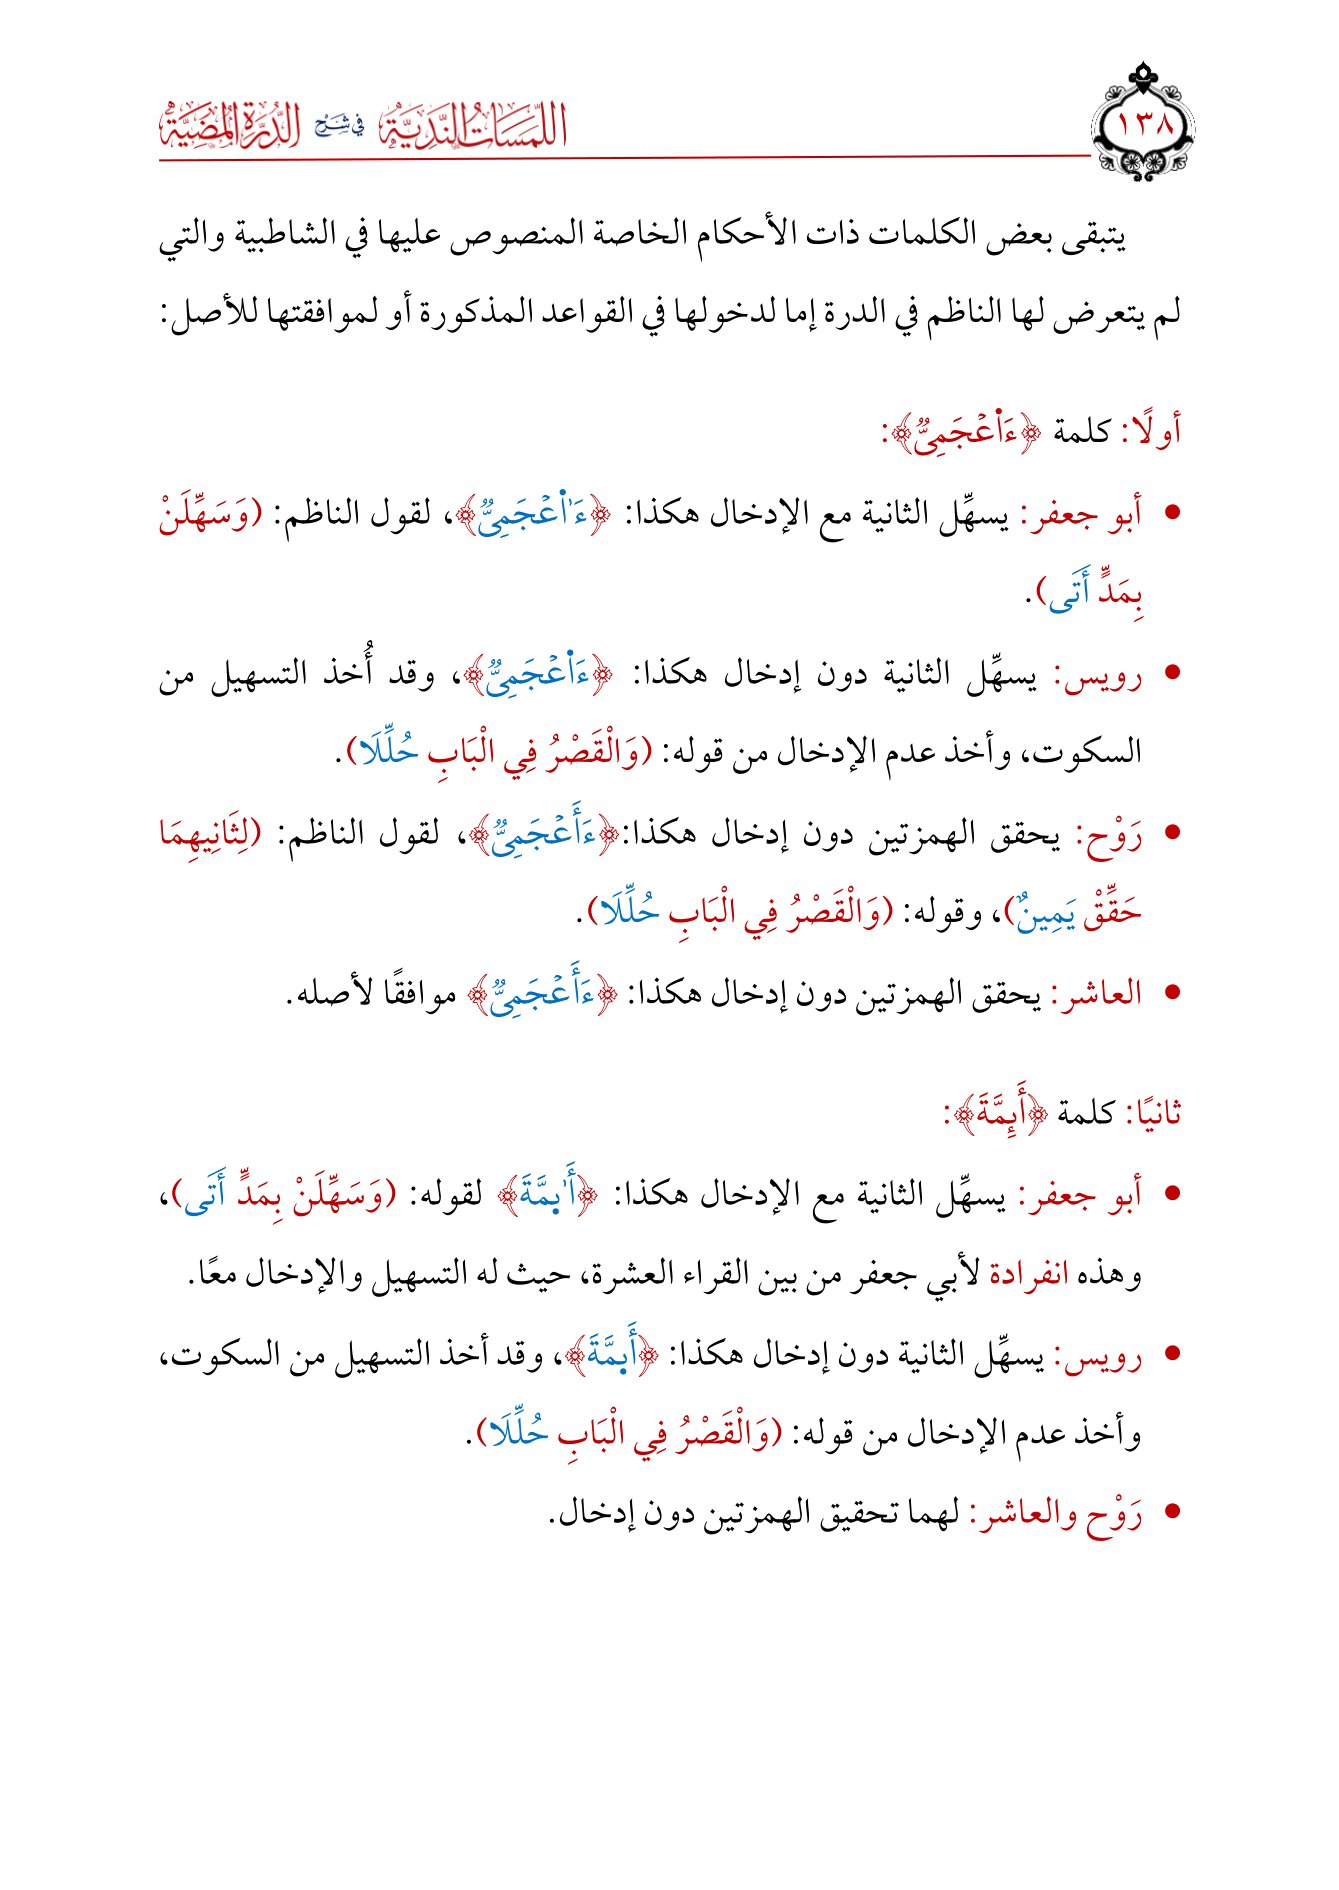 اللمسات الندية في شرح الدرة المضية
١٣٨
يتبقى بعض الكلمات ذات الأحكام الخاصة المنصوص عليها في الشاطبية والتي
لم يتعرض لها الناظم في الدرة إما لدخولها في القواعد المذكورة أو لموافقتها للأصل:
أولًا: كلمة ﴿ءَا۬عۡجَمِيّٞ﴾:
• أبو جعفر: يسهِّل الثانية مع الإدخال هكذا: ﴿ءَٰا۬عۡجَمِيّٞ﴾، لقول الناظم: (وَسَهِّلَنْ
بِمَدٍّ أَتَى).
• رويس: يسهِّل الثانية دون إدخال هكذا: ﴿ءَا۬عۡجَمِيّٞ﴾، وقد أُخذ التسهيل من
السكوت، وأخذ عدم الإدخال من قوله: (وَالْقَصْرُ فِي الْبَابِ حُلِّلَا).
• رَوْح: يحقق الهمزتين دون إدخال هكذا:﴿ءَأَعۡجَمِيّٞ﴾، لقول الناظم: (لِثَانِيهِمَا
حَقِّقْ يَمِينٌ)، وقوله: (وَالْقَصْرُ فِي الْبَابِ حُلِّلَا).
• العاشر: يحقق الهمزتين دون إدخال هكذا: ﴿ءَأَعۡجَمِيّٞ﴾ موافقًا لأصله.
ثانيًا: كلمة ﴿أَئِمَّةَ﴾:
• أبو جعفر: يسهِّل الثانية مع الإدخال هكذا: ﴿أَٰى۪مَّةَ﴾ لقوله: (وَسَهِّلَنْ بِمَدٍّ أَتَى)،
وهذه انفرادة لأبي جعفر من بين القراء العشرة، حيث له التسهيل والإدخال معًا.
• رويس: يسهِّل الثانية دون إدخال هكذا: ﴿أَى۪مَّةَ﴾، وقد أخذ التسهيل من السكوت،
وأخذ عدم الإدخال من قوله: (وَالْقَصْرُ فِي الْبَابِ حُلِّلَا).
• رَوْح والعاشر: لهما تحقيق الهمزتين دون إدخال.